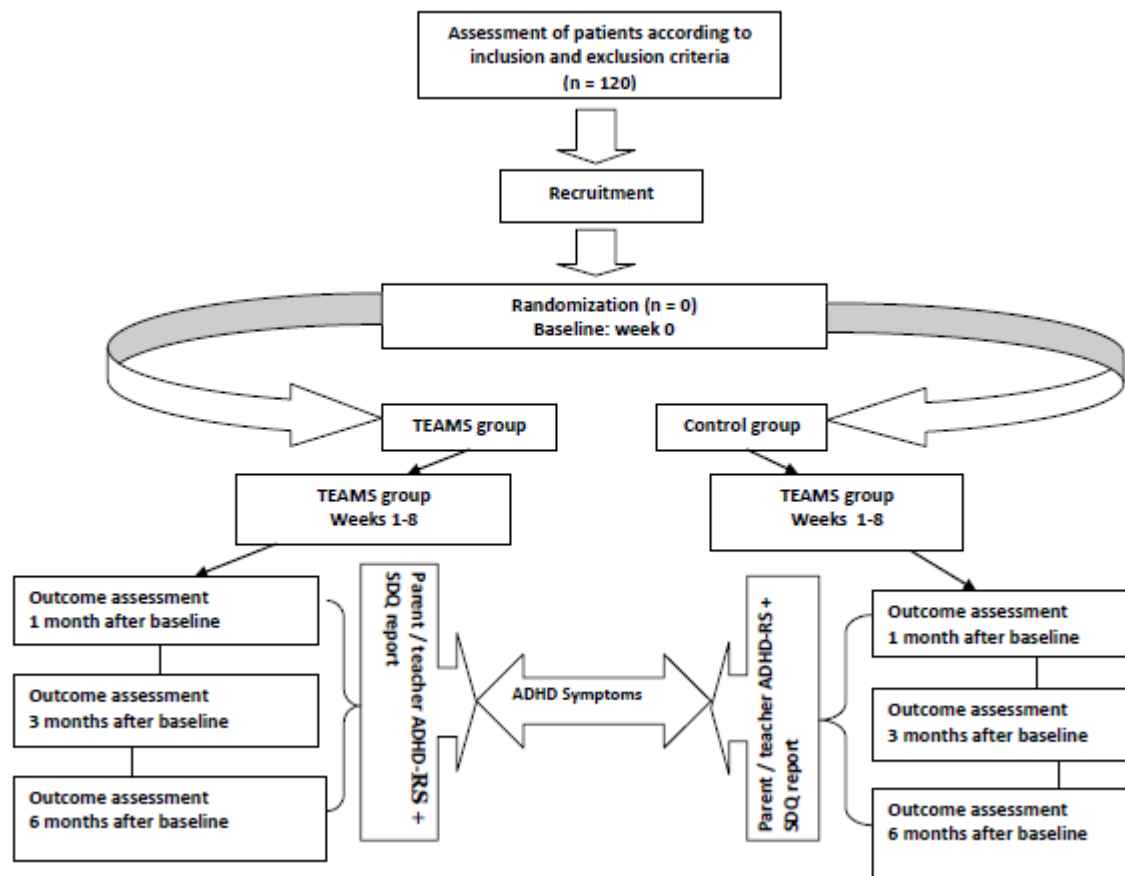 Assessment of patients according to
inclusion and exclusion criteria
(n = 120)
Recruitment
Randomization (n = 0)
Baseline: week 0
TEAMS group
Control group
TEAMS group
Weeks 1-8
TEAMS group
Weeks 1-8
Outcome assessment
1 month after baseline
Outcome assessment
3 months after baseline
Outcome assessment
6 months after baseline
Parent / teacher ADHD-RS +
SDQ report
ADHD Symptoms
Parent / teacher ADHD-RS +
SDQ report
Outcome assessment
1 month after baseline
Outcome assessment
3 months after baseline
Outcome assessment
6 months after baseline